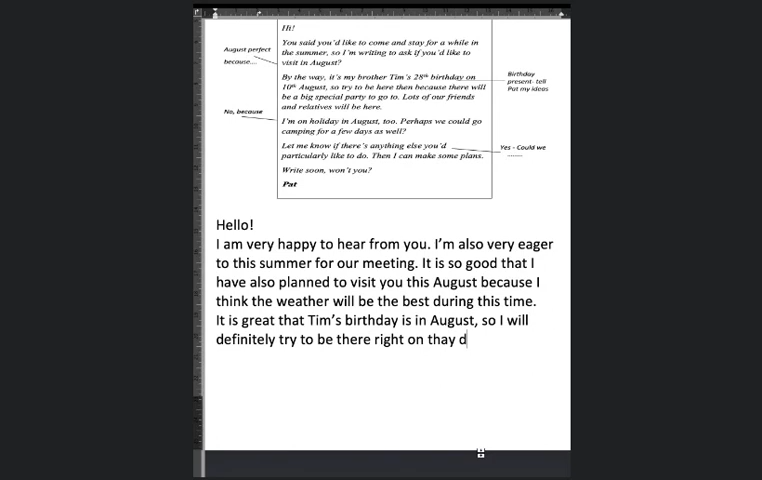 Hi!
You said you'd like to come and stay for a while in
the summer, so I'm writing to ask if you'd like to
visit in August?
August perfect
because....
By the way, it's my brother Tim's 28th birthday on
10th August, so try to be here then because there will
be a big special party to go to. Lots of our friends
and relatives will be here.
Birthday
present- tell
Pat my ideas
No, because
I'm on holiday in August, too. Perhaps we could go
camping for a few days as well?
Let me know if there's anything else you'd
particularly like to do. Then I can make some plans.
Yes - Could we
.......
Write soon, won't you?
Pat
Hello!
I am very happy to hear from you. I'm also very eager
to this summer for our meeting. It is so good that I
have also planned to visit you this August because I
think the weather will be the best during this time.
It is great that Tim's birthday is in August, so I will
definitely try to be there right on thay d